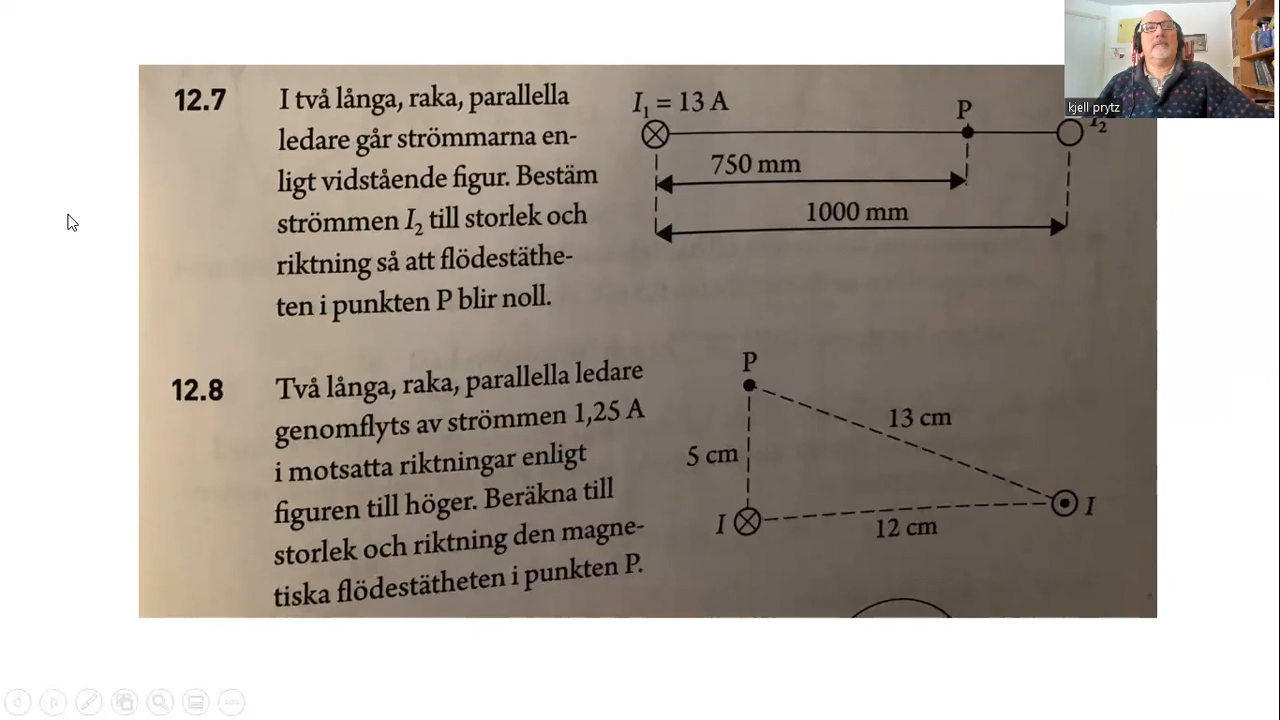 12.7 I två långa, raka, parallella
ledare går strömmarna en-
ligt vidstående figur. Bestäm
strömmen I₂ till storlek och
riktning så att flödestäthe-
ten i punkten P blir noll.
I₁ = 13 A
P
I₂
750 mm
1000 mm
12.8 Två långa, raka, parallella ledare
genomflyts av strömmen 1,25 A
i motsatta riktningar enligt
figuren till höger. Beräkna till
storlek och riktning den magne-
tiska flödestätheten i punkten P.
P
13 cm
5 cm
I
I
12 cm
kjell prytz